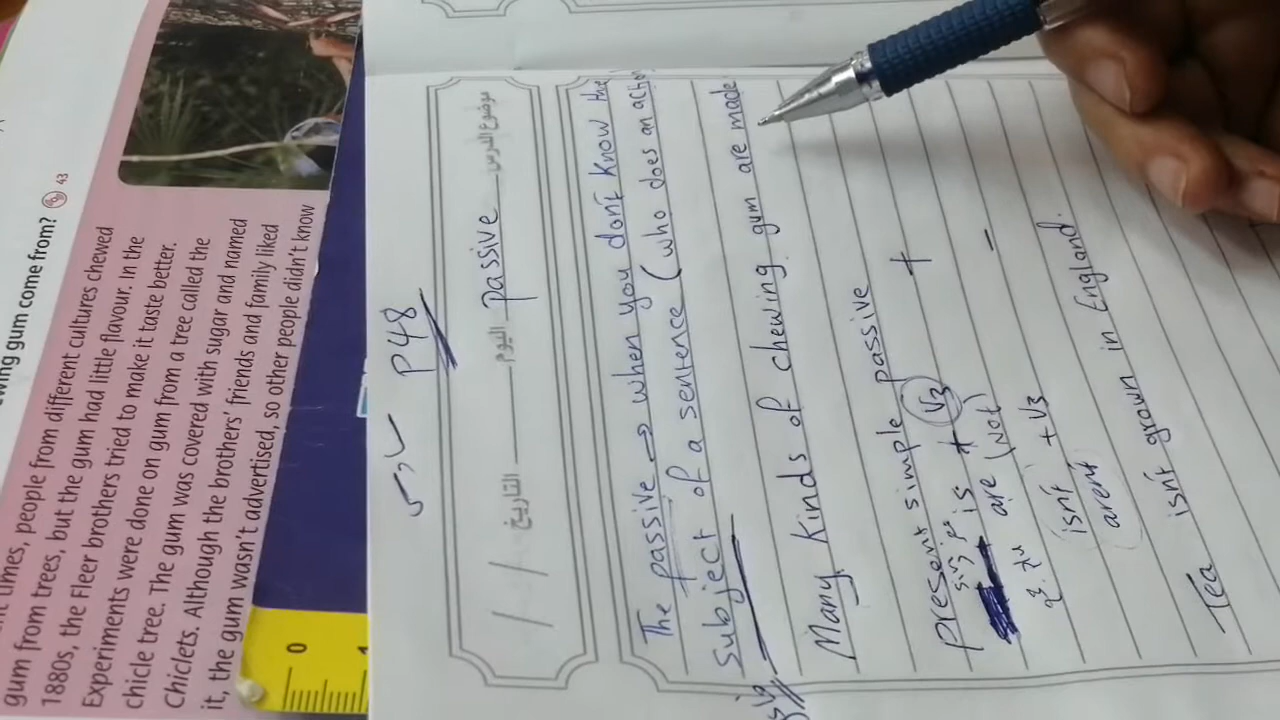 wing gum come from? 43
nt times, people from different cultures chewed
gum from trees, but the gum had little flavour. In the
1880s, the Fleer brothers tried to make it taste better.
Experiments were done on gum from a tree called the
chicle tree. The gum was covered with sugar and named
Chiclets. Although the brothers' friends and family liked
it, the gum wasn't advertised, so other people didn't know
0
1
P48
التاريخ / / اليوم passive موضوع الدرس
The passive → when you don't know the
subject of a sentence (who does an action
Many kinds of chewing gum are made
present simple passive
is + V3 +
are (Not) -
isn't + V3
aren't
Tea isn't grown in England.